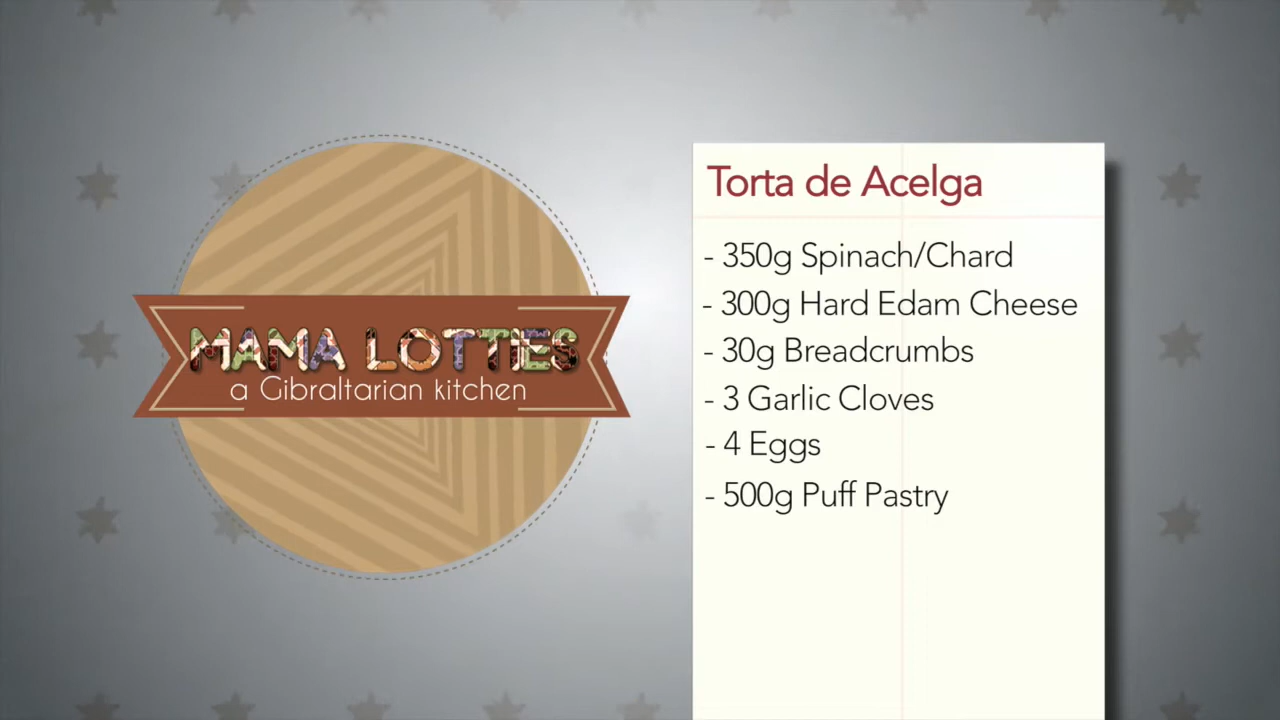 MAMA LOTTIES
a Gibraltarian kitchen
Torta de Acelga
- 350g Spinach/Chard
- 300g Hard Edam Cheese
- 30g Breadcrumbs
- 3 Garlic Cloves
- 4 Eggs
- 500g Puff Pastry